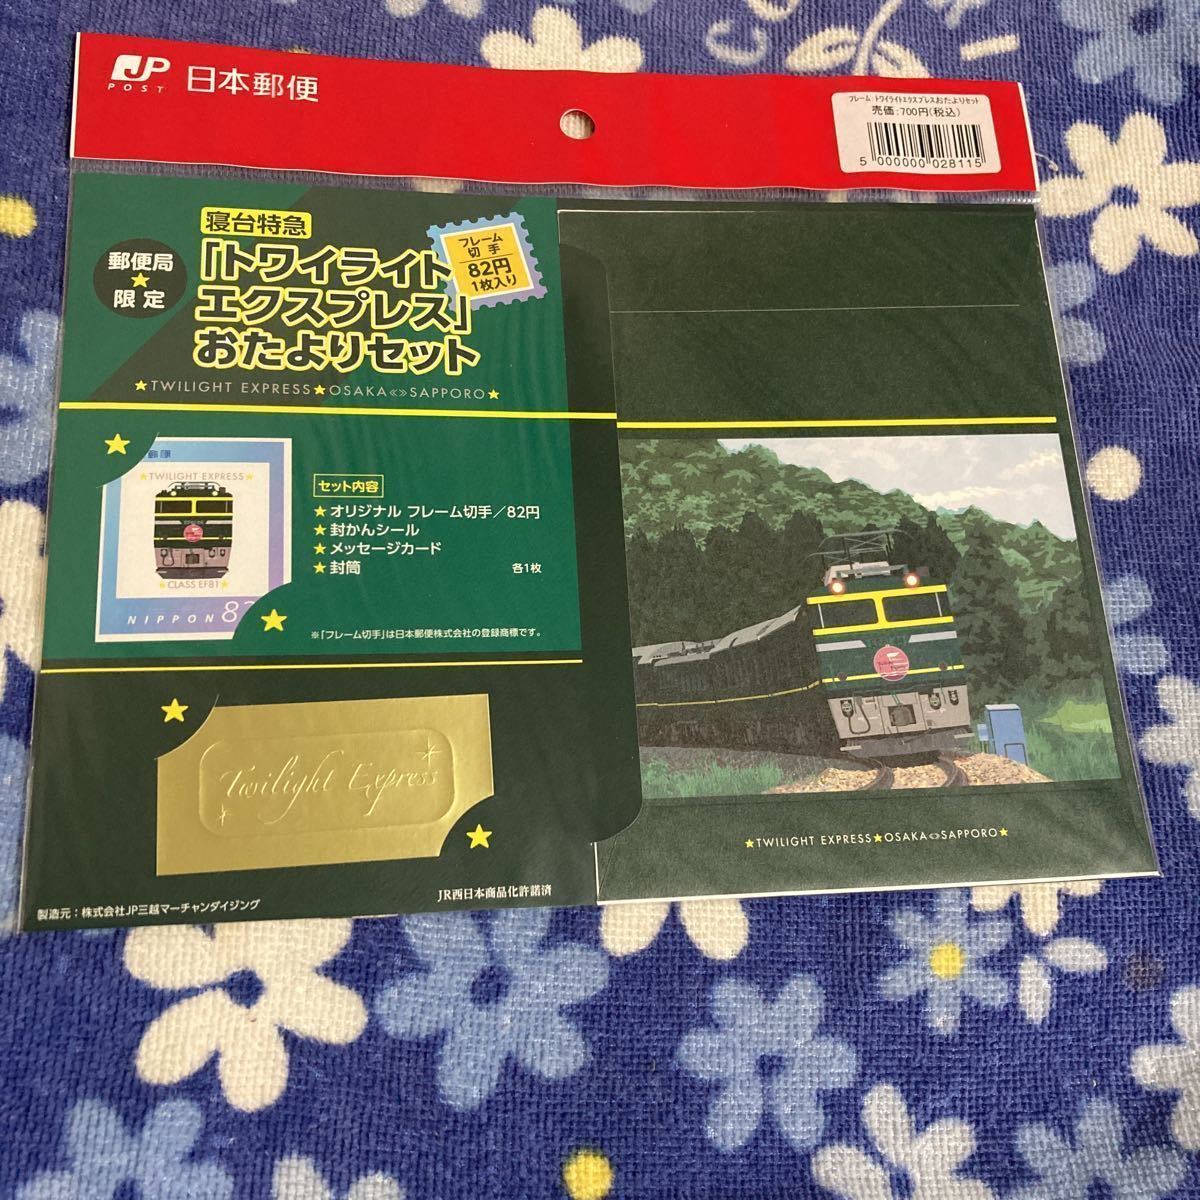 JP
POST
日本郵便
フレーム・トワイライトエクスプレスおたよりセット
売価:700円(税込)
5 000000 028115
郵便局
★
限定
寝台特急
「トワイライト
エクスプレス」
おたよりセット
フレーム
切手
82円
1枚入り
★TWILIGHT EXPRESS★OSAKA«»SAPPORO★
郵便
★TWILIGHT EXPRESS★
★CLASS EF81★
NIPPON 82
セット内容
★オリジナル フレーム切手/82円
★封かんシール
★メッセージカード
★封筒 各1枚
※「フレーム切手」は日本郵便株式会社の登録商標です。
Twilight Express
JR西日本商品化許諾済
製造元:株式会社JP三越マーチャンダイジング
★TWILIGHT EXPRESS★OSAKA«»SAPPORO★